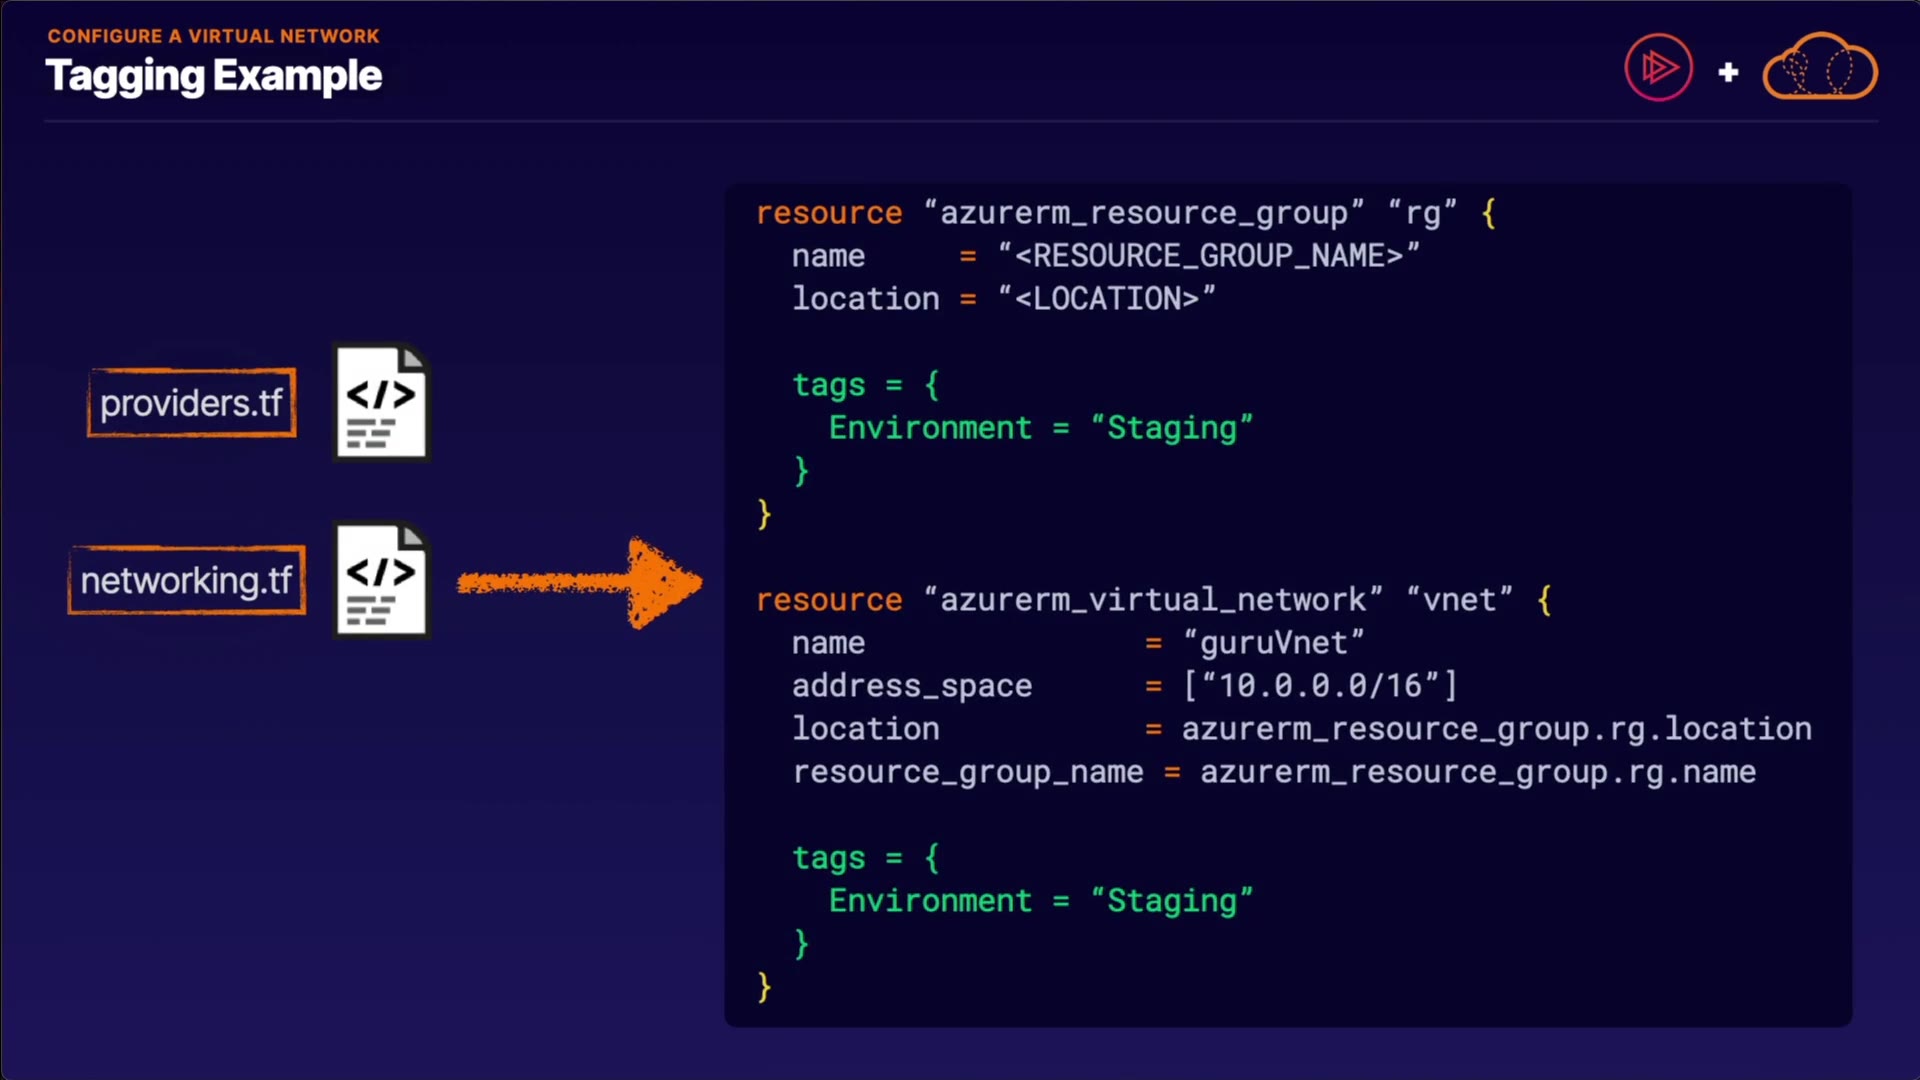 CONFIGURE A VIRTUAL NETWORK
Tagging Example
providers.tf
</>
networking.tf
</>
resource “azurerm_resource_group” “rg” {
  name     = “<RESOURCE_GROUP_NAME>”
  location = “<LOCATION>”
  tags = {
    Environment = “Staging”
  }
}
resource “azurerm_virtual_network” “vnet” {
  name                = “guruVnet”
  address_space       = [“10.0.0.0/16”]
  location            = azurerm_resource_group.rg.location
  resource_group_name = azurerm_resource_group.rg.name
  tags = {
    Environment = “Staging”
  }
}